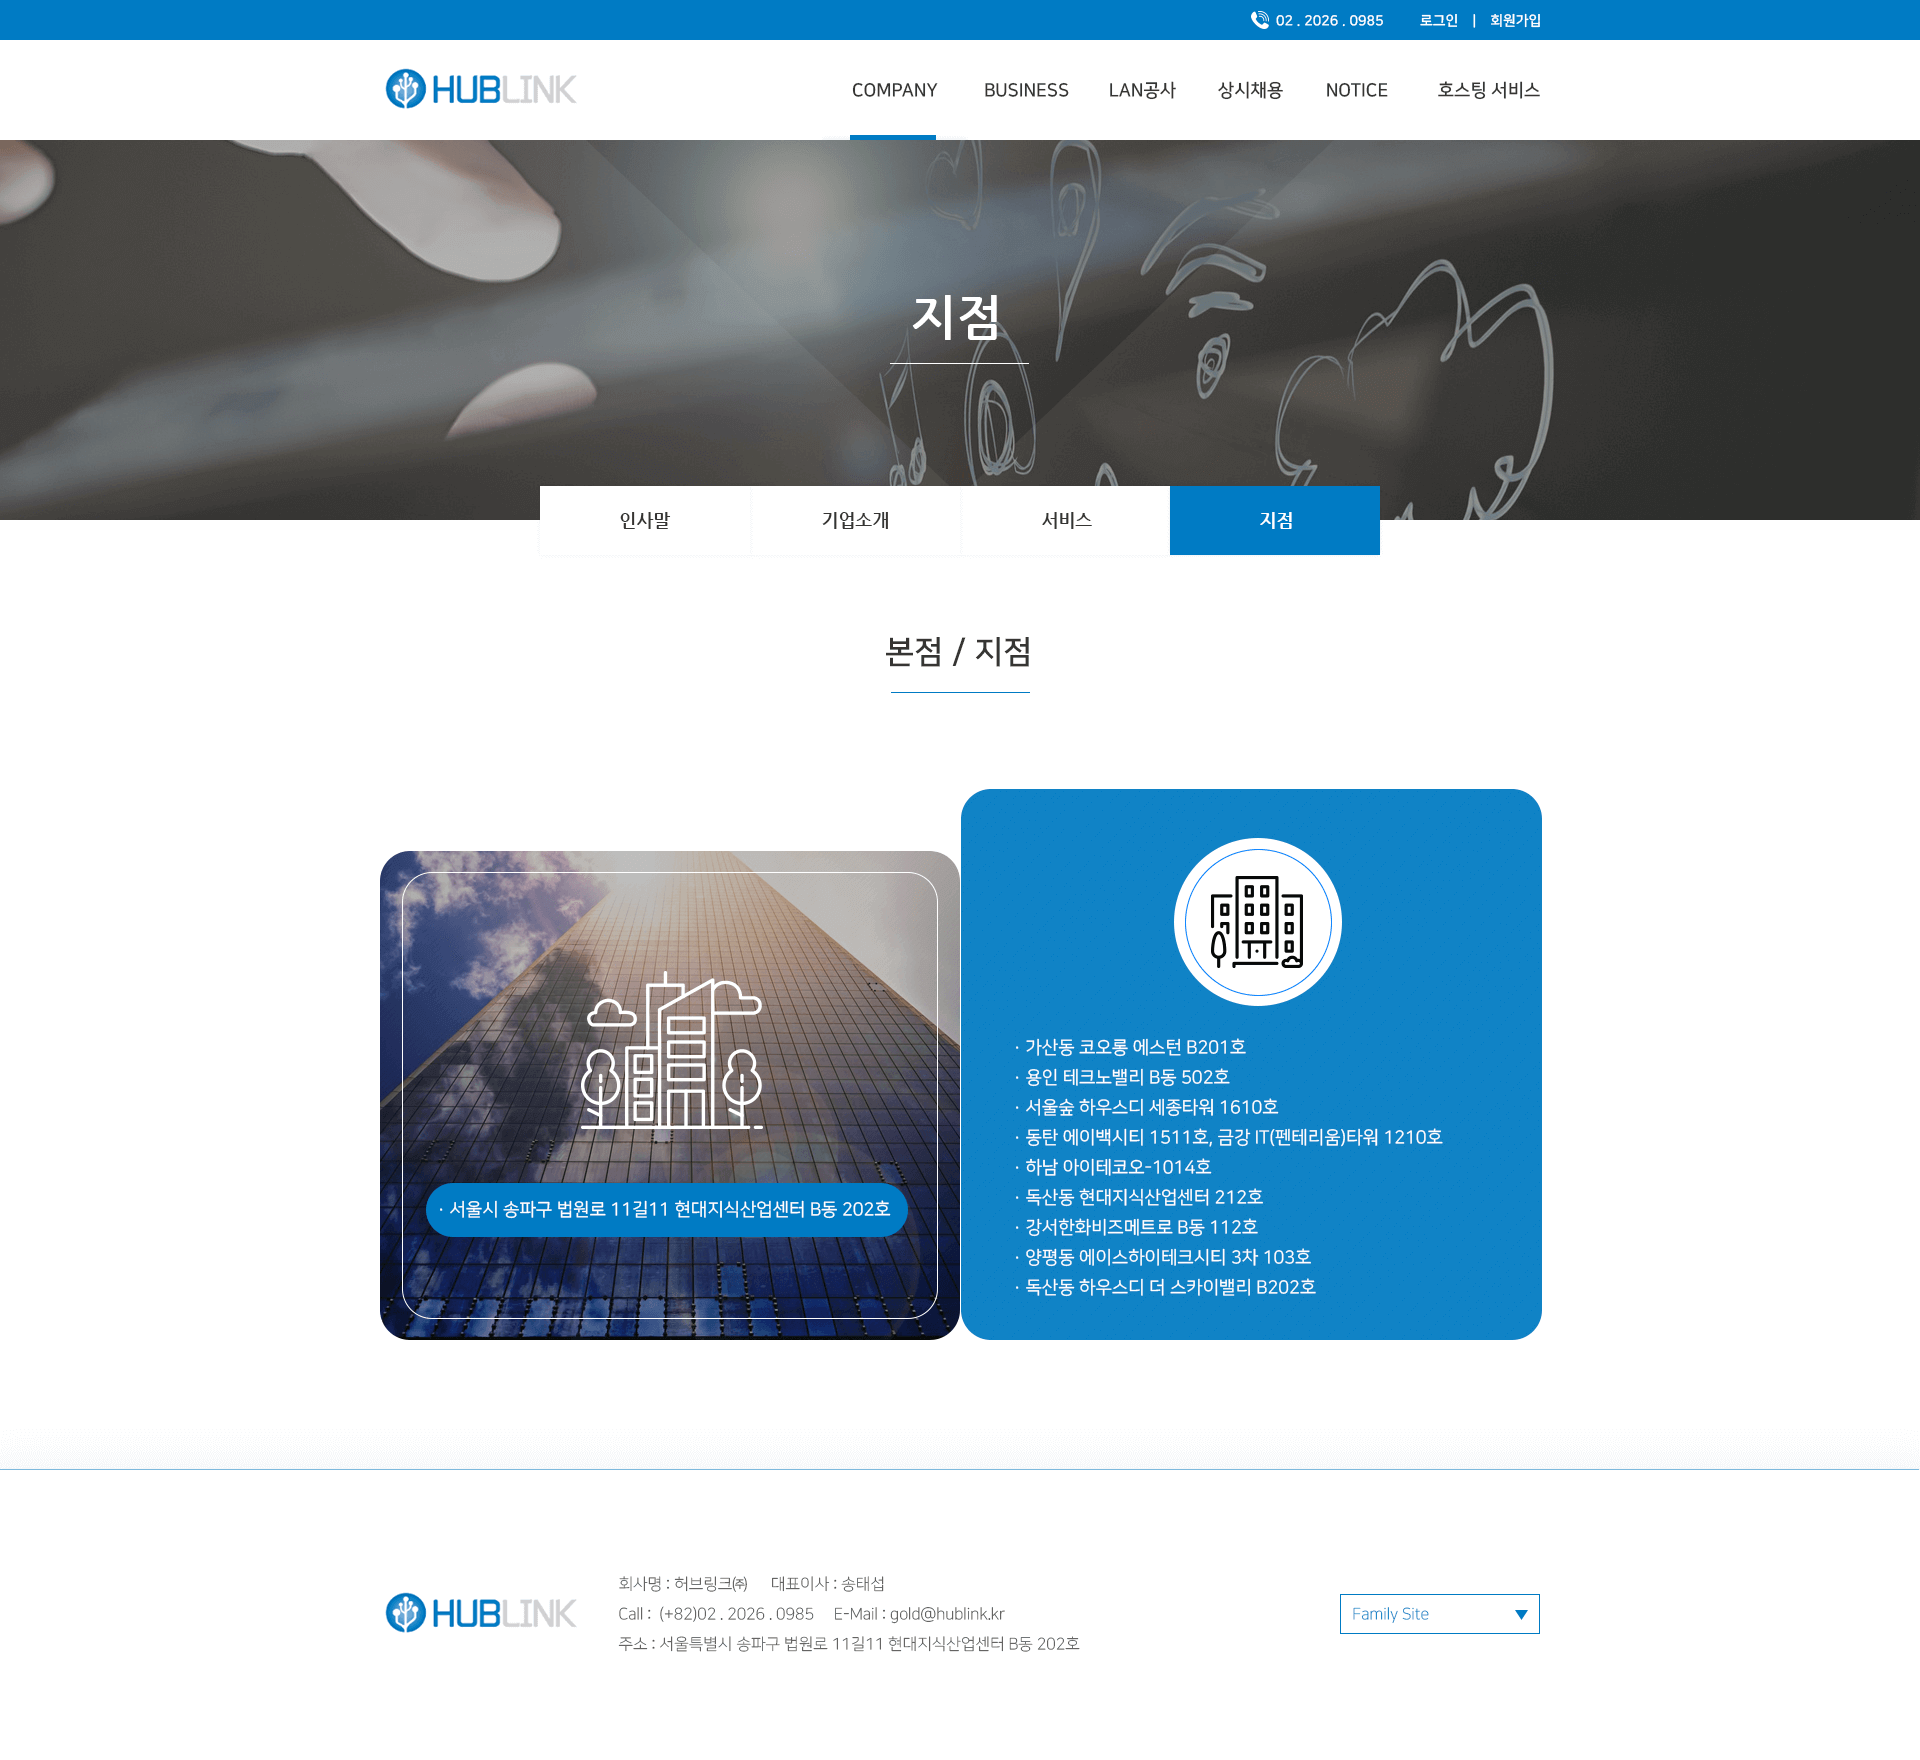 02 . 2026 . 0985 로그인 | 회원가입
HUBLINK
COMPANY BUSINESS LAN공사 상시채용 NOTICE 호스팅 서비스
지점
인사말 기업소개 서비스 지점
본점 / 지점
· 서울시 송파구 법원로 11길11 현대지식산업센터 B동 202호
· 가산동 코오롱 에스턴 B201호
· 용인 테크노밸리 B동 502호
· 서울숲 하우스디 세종타워 1610호
· 동탄 에이백시티 1511호, 금강 IT(펜테리움)타워 1210호
· 하남 아이테코오-1014호
· 독산동 현대지식산업센터 212호
· 강서한화비즈메트로 B동 112호
· 양평동 에이스하이테크시티 3차 103호
· 독산동 하우스디 더 스카이밸리 B202호
HUBLINK
회사명 : 허브링크㈜ 대표이사 : 송태섭
Call : (+82)02 . 2026 . 0985 E-Mail : gold@hublink.kr
주소 : 서울특별시 송파구 법원로 11길11 현대지식산업센터 B동 202호
Family Site